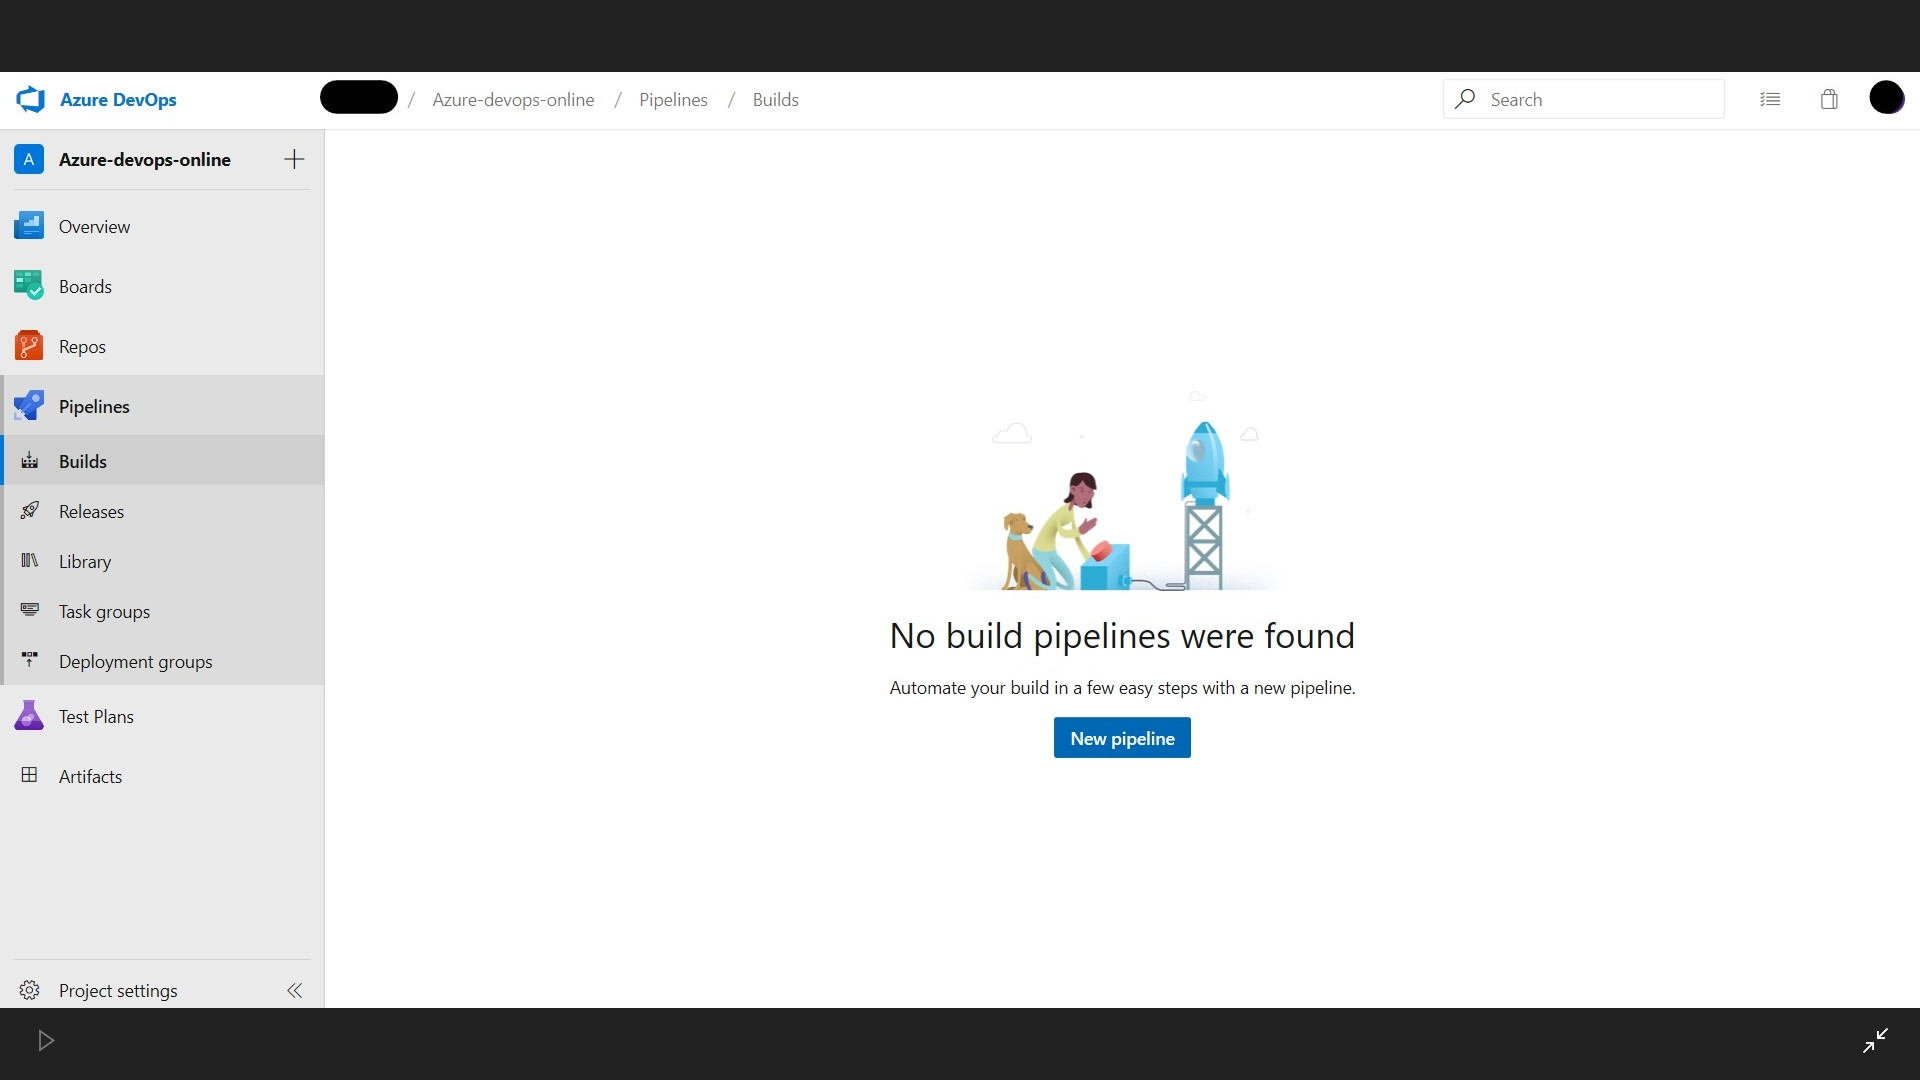 Azure DevOps
/ Azure-devops-online / Pipelines / Builds
Search
A Azure-devops-online
Overview
Boards
Repos
Pipelines
Builds
Releases
Library
Task groups
Deployment groups
Test Plans
Artifacts
Project settings
No build pipelines were found
Automate your build in a few easy steps with a new pipeline.
New pipeline